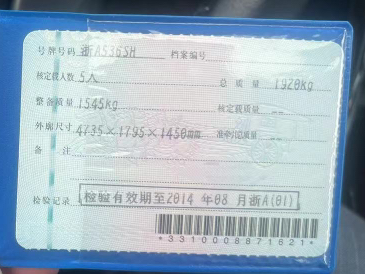 号牌号码 浙A536SH 档案编号
核定载人数 5人 总质量 1920kg
整备质量 1545kg 核定载质量 --
外廓尺寸 4735×1795×1450mm 准牵引总质量 --
备注
检验记录 检验有效期至2014年08月浙A(01)
*3310008871621*